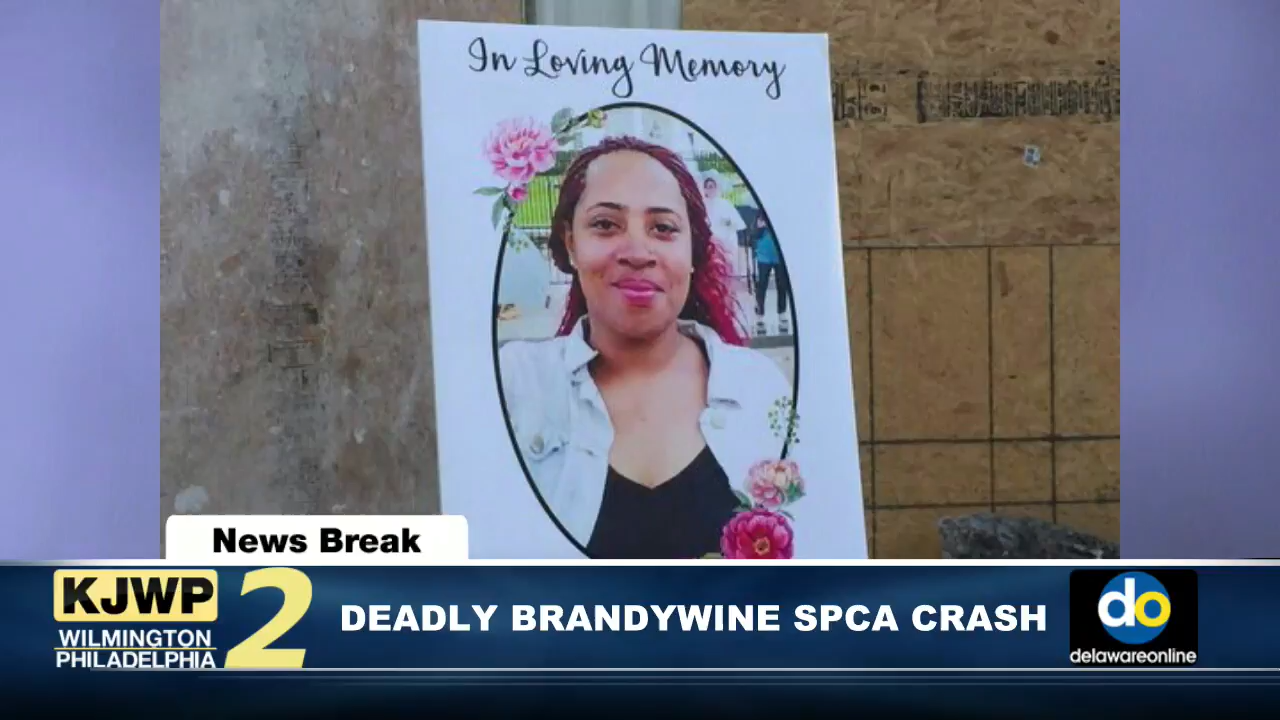 In Loving Memory
News Break
KJWP 2
WILMINGTON
PHILADELPHIA
DEADLY BRANDYWINE SPCA CRASH
do
delawareonline